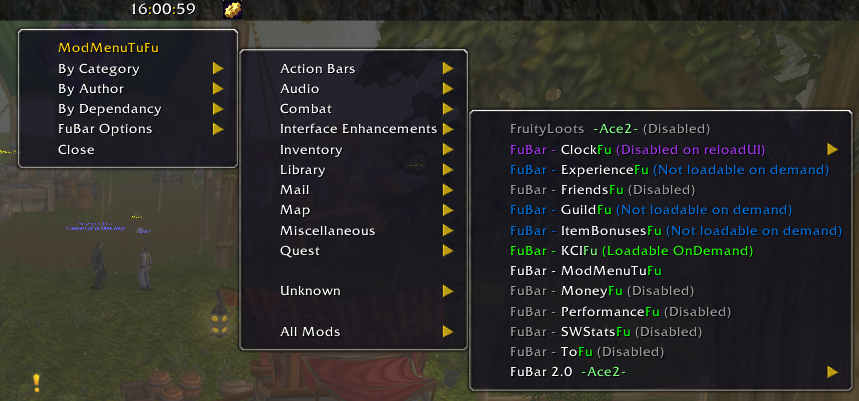 16:00:59
ModMenuTuFu
By Category
By Author
By Dependancy
FuBar Options
Close
Action Bars
Audio
Combat
Interface Enhancements
Inventory
Library
Mail
Map
Miscellaneous
Quest
Unknown
All Mods
FruityLoots -Ace2- (Disabled)
FuBar - ClockFu (Disabled on reloadUI)
FuBar - ExperienceFu (Not loadable on demand)
FuBar - FriendsFu (Disabled)
FuBar - GuildFu (Not loadable on demand)
FuBar - ItemBonusesFu (Not loadable on demand)
FuBar - KCIFu (Loadable OnDemand)
FuBar - ModMenuTuFu
FuBar - MoneyFu (Disabled)
FuBar - PerformanceFu (Disabled)
FuBar - SWStatsFu (Disabled)
FuBar - ToFu (Disabled)
FuBar 2.0 -Ace2-